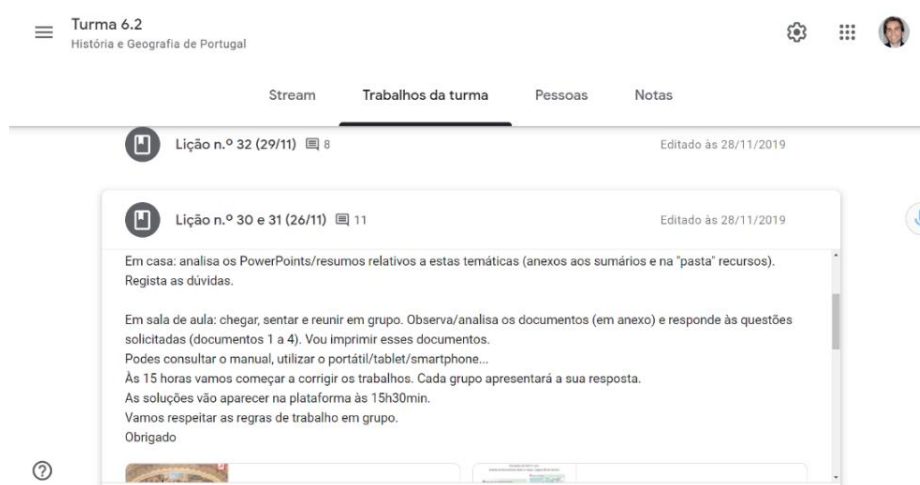 Turma 6.2
História e Geografia de Portugal
Stream
Trabalhos da turma
Pessoas
Notas
Lição n.º 32 (29/11) 8
Editado às 28/11/2019
Lição n.º 30 e 31 (26/11) 11
Editado às 28/11/2019
Em casa: analisa os PowerPoints/resumos relativos a estas temáticas (anexos aos sumários e na "pasta" recursos).
Regista as dúvidas.
Em sala de aula: chegar, sentar e reunir em grupo. Observa/analisa os documentos (em anexo) e responde às questões
solicitadas (documentos 1 a 4). Vou imprimir esses documentos.
Podes consultar o manual, utilizar o portátil/tablet/smartphone...
Às 15 horas vamos começar a corrigir os trabalhos. Cada grupo apresentará a sua resposta.
As soluções vão aparecer na plataforma às 15h30min.
Vamos respeitar as regras de trabalho em grupo.
Obrigado